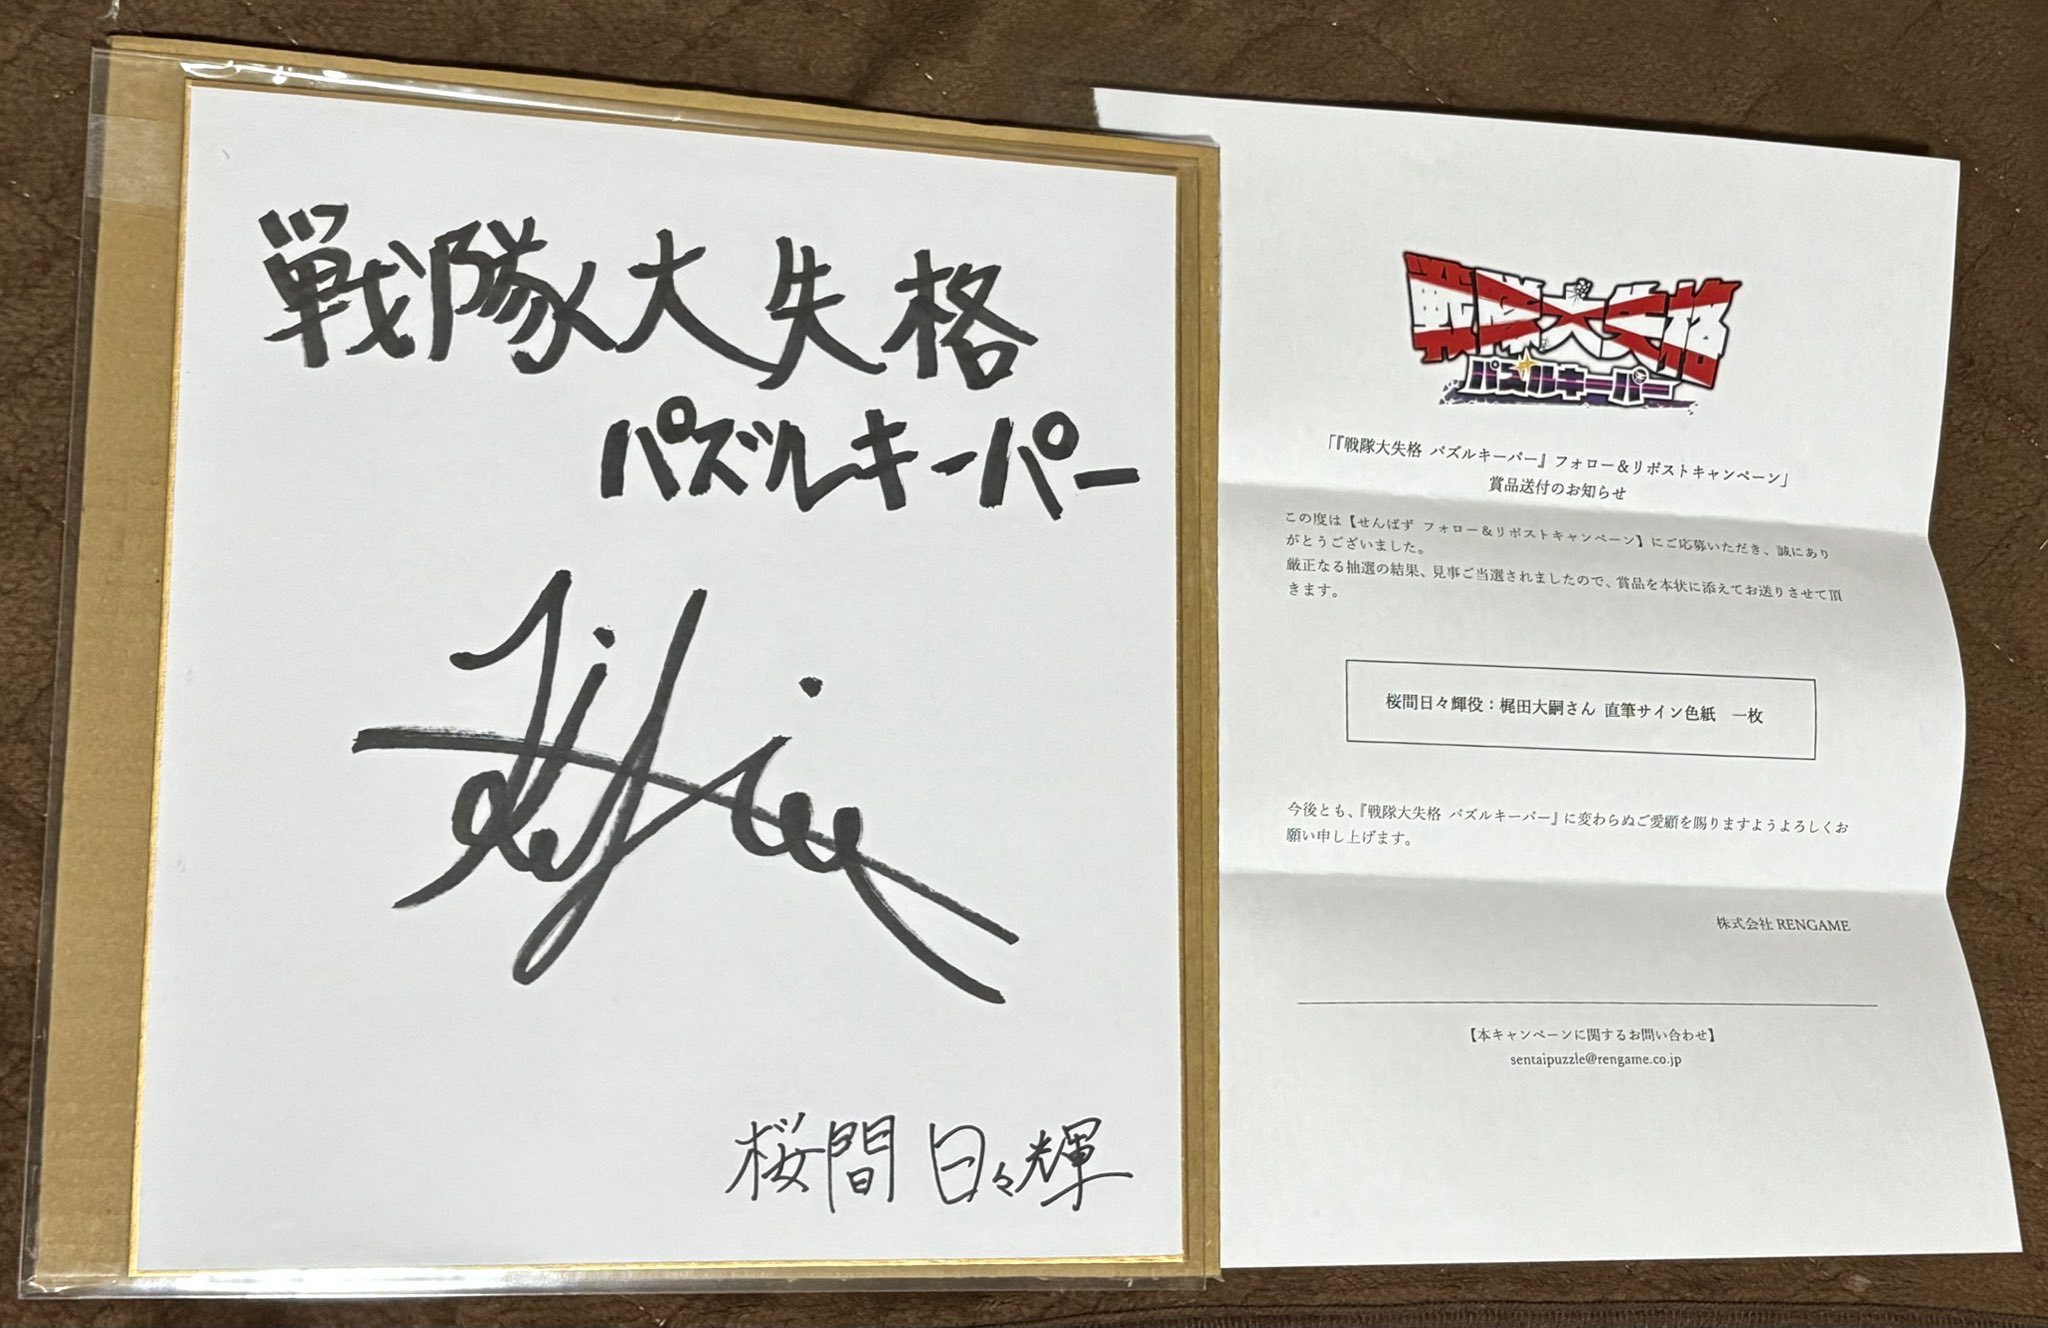 戦隊大失格
パズルキーパー
桜間 日々輝
戦隊大失格
パズルキーパー
「『戦隊大失格 パズルキーパー』フォロー＆リポストキャンペーン」
賞品送付のお知らせ
この度は【せんぱず フォロー＆リポストキャンペーン】にご応募いただき、誠にあり
がとうございました。
厳正なる抽選の結果、見事ご当選されましたので、賞品を本状に添えてお送りさせて頂
きます。
桜間日々輝役：梶田大嗣さん 直筆サイン色紙　一枚
今後とも、『戦隊大失格 パズルキーパー』に変わらぬご愛顧を賜りますようよろしくお
願い申し上げます。
株式会社 RENGAME
【本キャンペーンに関するお問い合わせ】
sentaipuzzle@rengame.co.jp